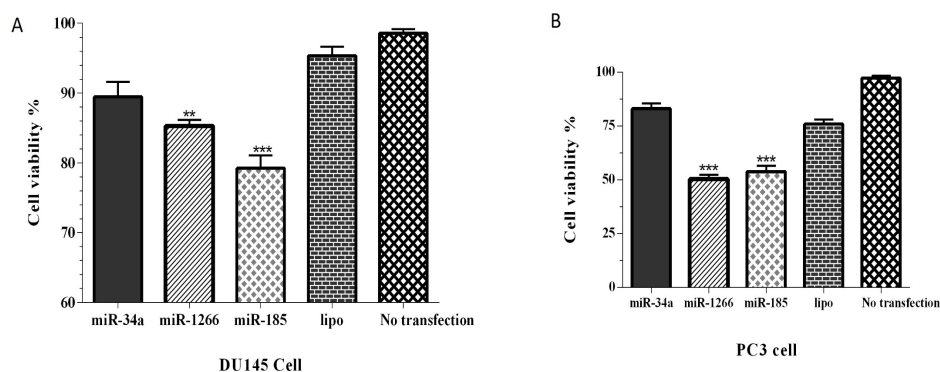 A
Cell viability %
100
90
80
70
60
**
***
miR-34a miR-1266 miR-185 lipo No transfection
DU145 Cell
B
Cell viability %
100
75
50
25
0
*** ***
miR-34a miR-1266 miR-185 lipo No transfection
PC3 cell